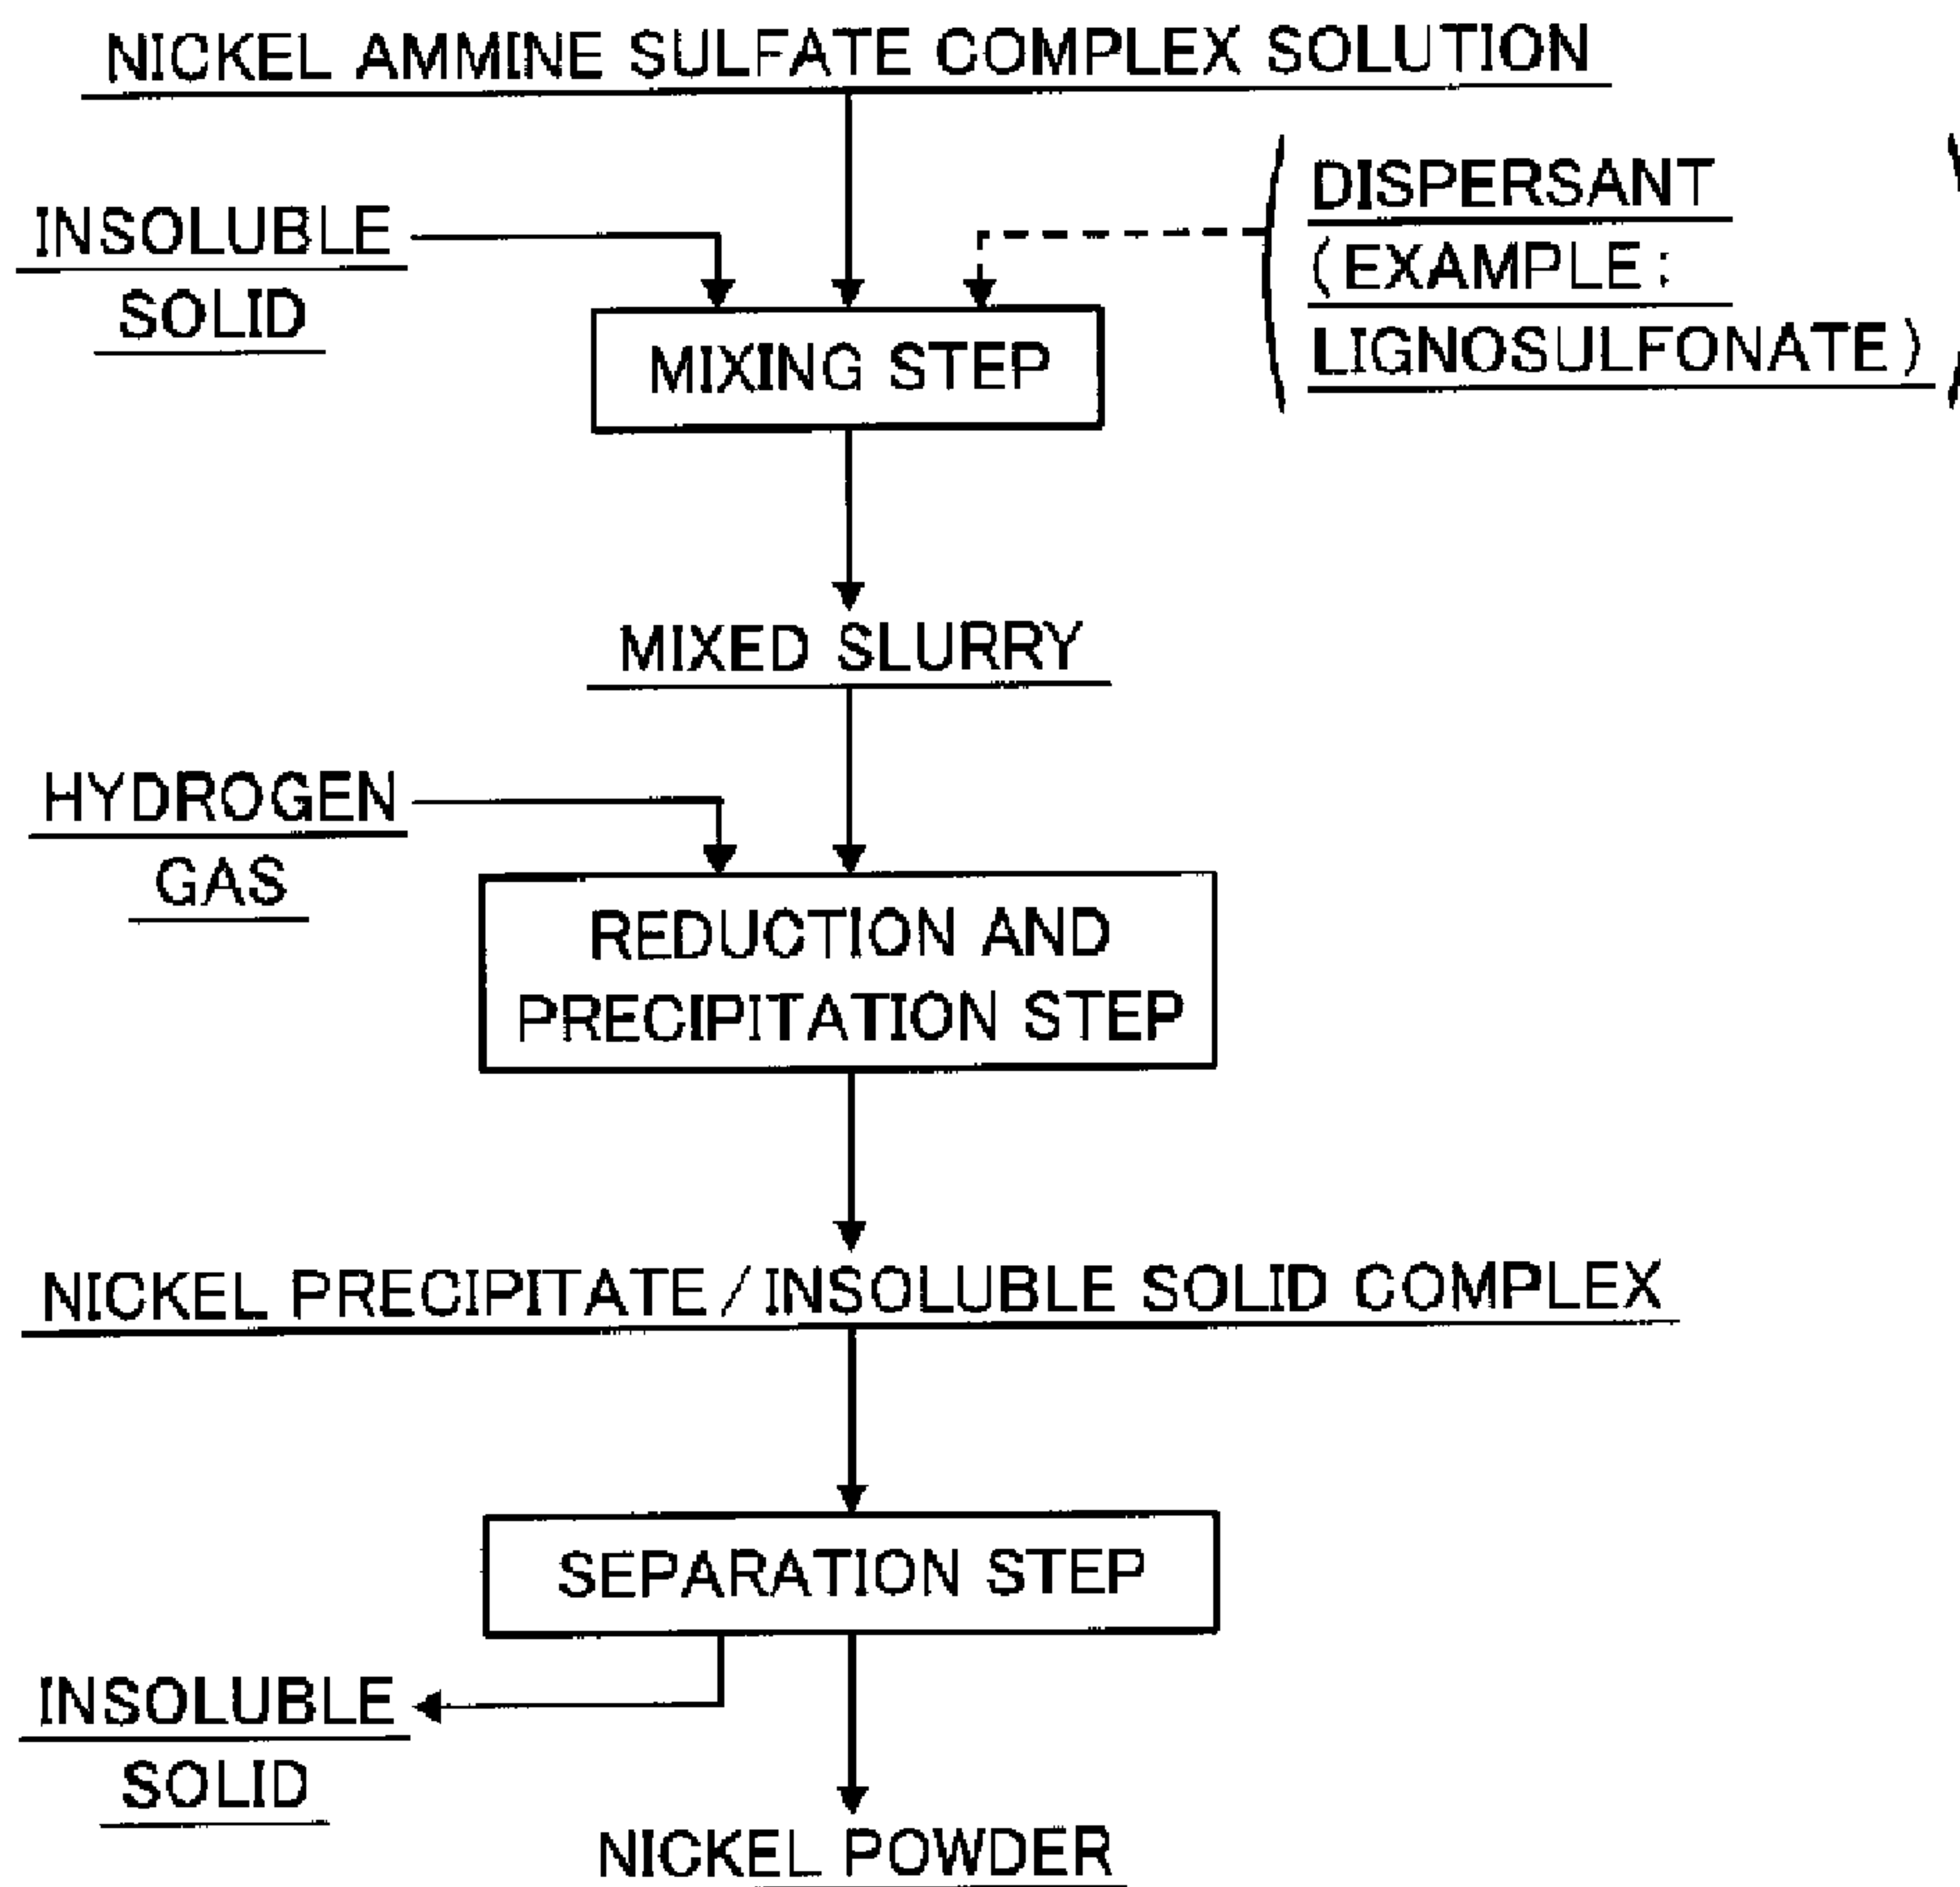 NICKEL AMMINE SULFATE COMPLEX SOLUTION
INSOLUBLE
SOLID
DISPERSANT
(EXAMPLE:
LIGNOSULFONATE)
MIXING STEP
MIXED SLURRY
HYDROGEN
GAS
REDUCTION AND
PRECIPITATION STEP
NICKEL PRECIPITATE/INSOLUBLE SOLID COMPLEX
SEPARATION STEP
INSOLUBLE
SOLID
NICKEL POWDER